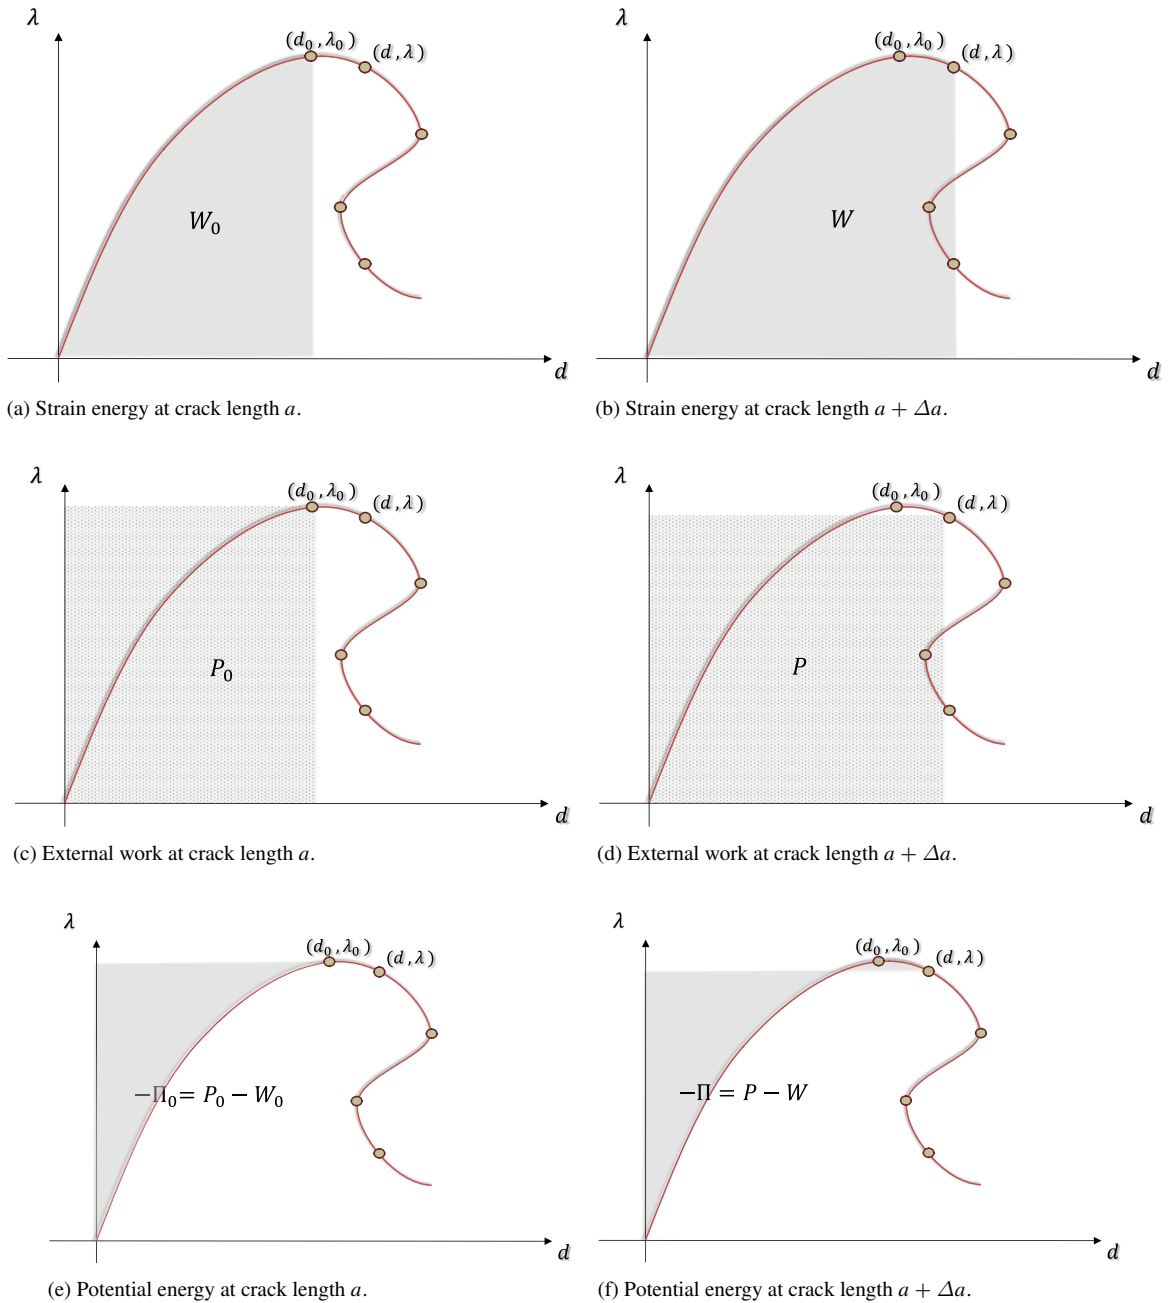 λ
λ
(d₀, λ₀)
(d, λ)
(d₀, λ₀)
(d, λ)
W₀
W
d
d
(a) Strain energy at crack length a.
(b) Strain energy at crack length a + Δa.
λ
λ
(d₀, λ₀)
(d, λ)
(d₀, λ₀)
(d, λ)
P₀
P
d
d
(c) External work at crack length a.
(d) External work at crack length a + Δa.
λ
λ
(d₀, λ₀)
(d, λ)
(d₀, λ₀)
(d, λ)
−Π₀= P₀ − W₀
−Π = P − W
d
d
(e) Potential energy at crack length a.
(f) Potential energy at crack length a + Δa.